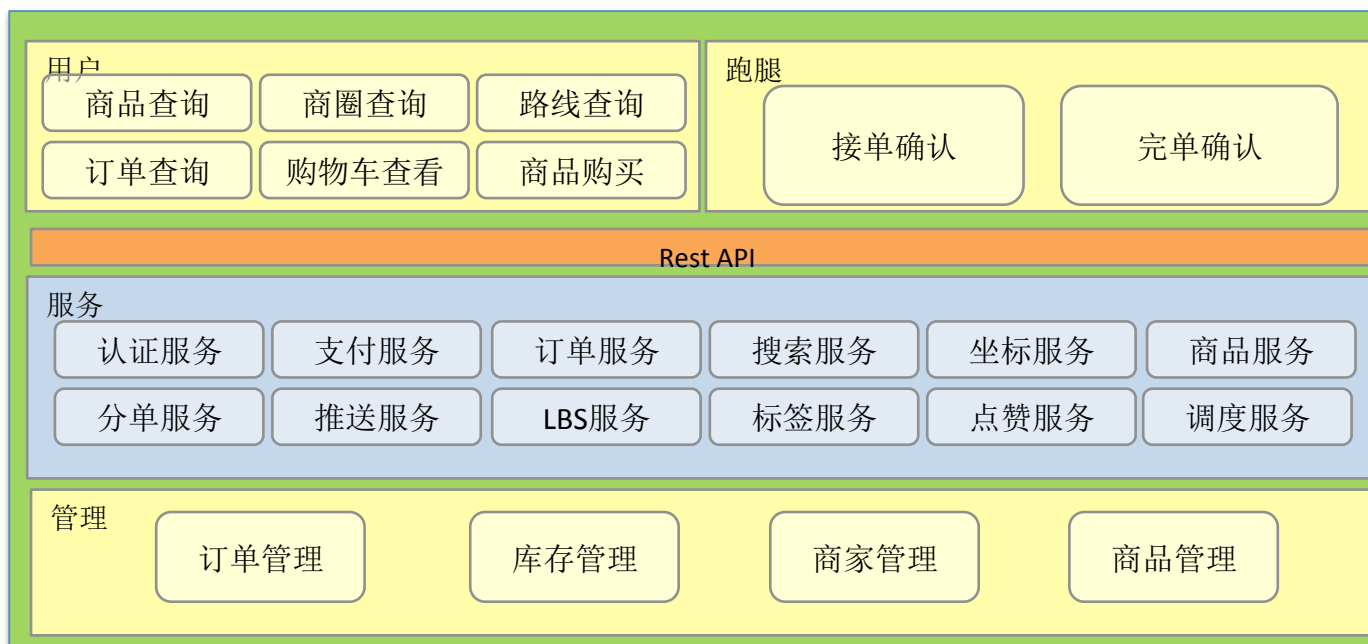 用户
商品查询 商圈查询 路线查询
订单查询 购物车查看 商品购买
跑腿
接单确认 完单确认
Rest API
服务
认证服务 支付服务 订单服务 搜索服务 坐标服务 商品服务
分单服务 推送服务 LBS服务 标签服务 点赞服务 调度服务
管理
订单管理 库存管理 商家管理 商品管理